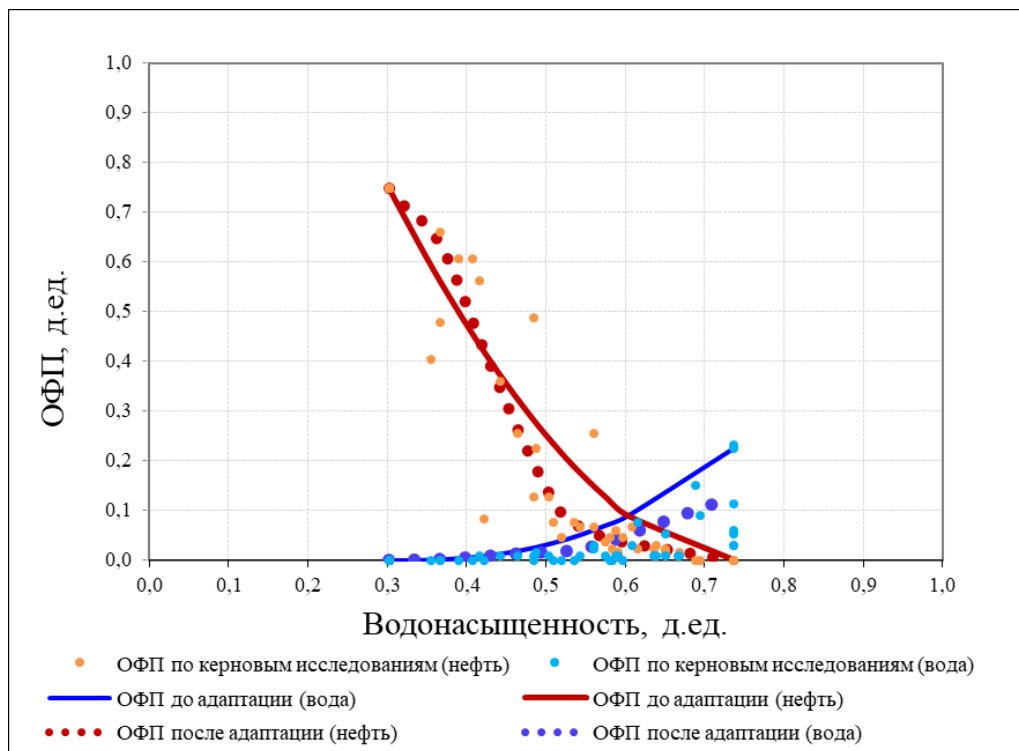 1,0
0,9
0,8
0,7
0,6
0,5
0,4
0,3
0,2
0,1
0,0
ОФП, д.ед.
0,0 0,1 0,2 0,3 0,4 0,5 0,6 0,7 0,8 0,9 1,0
Водонасыщенность, д.ед.
ОФП по керновым исследованиям (нефть) ОФП по керновым исследованиям (вода)
ОФП до адаптации (вода) ОФП до адаптации (нефть)
ОФП после адаптации (нефть) ОФП после адаптации (вода)